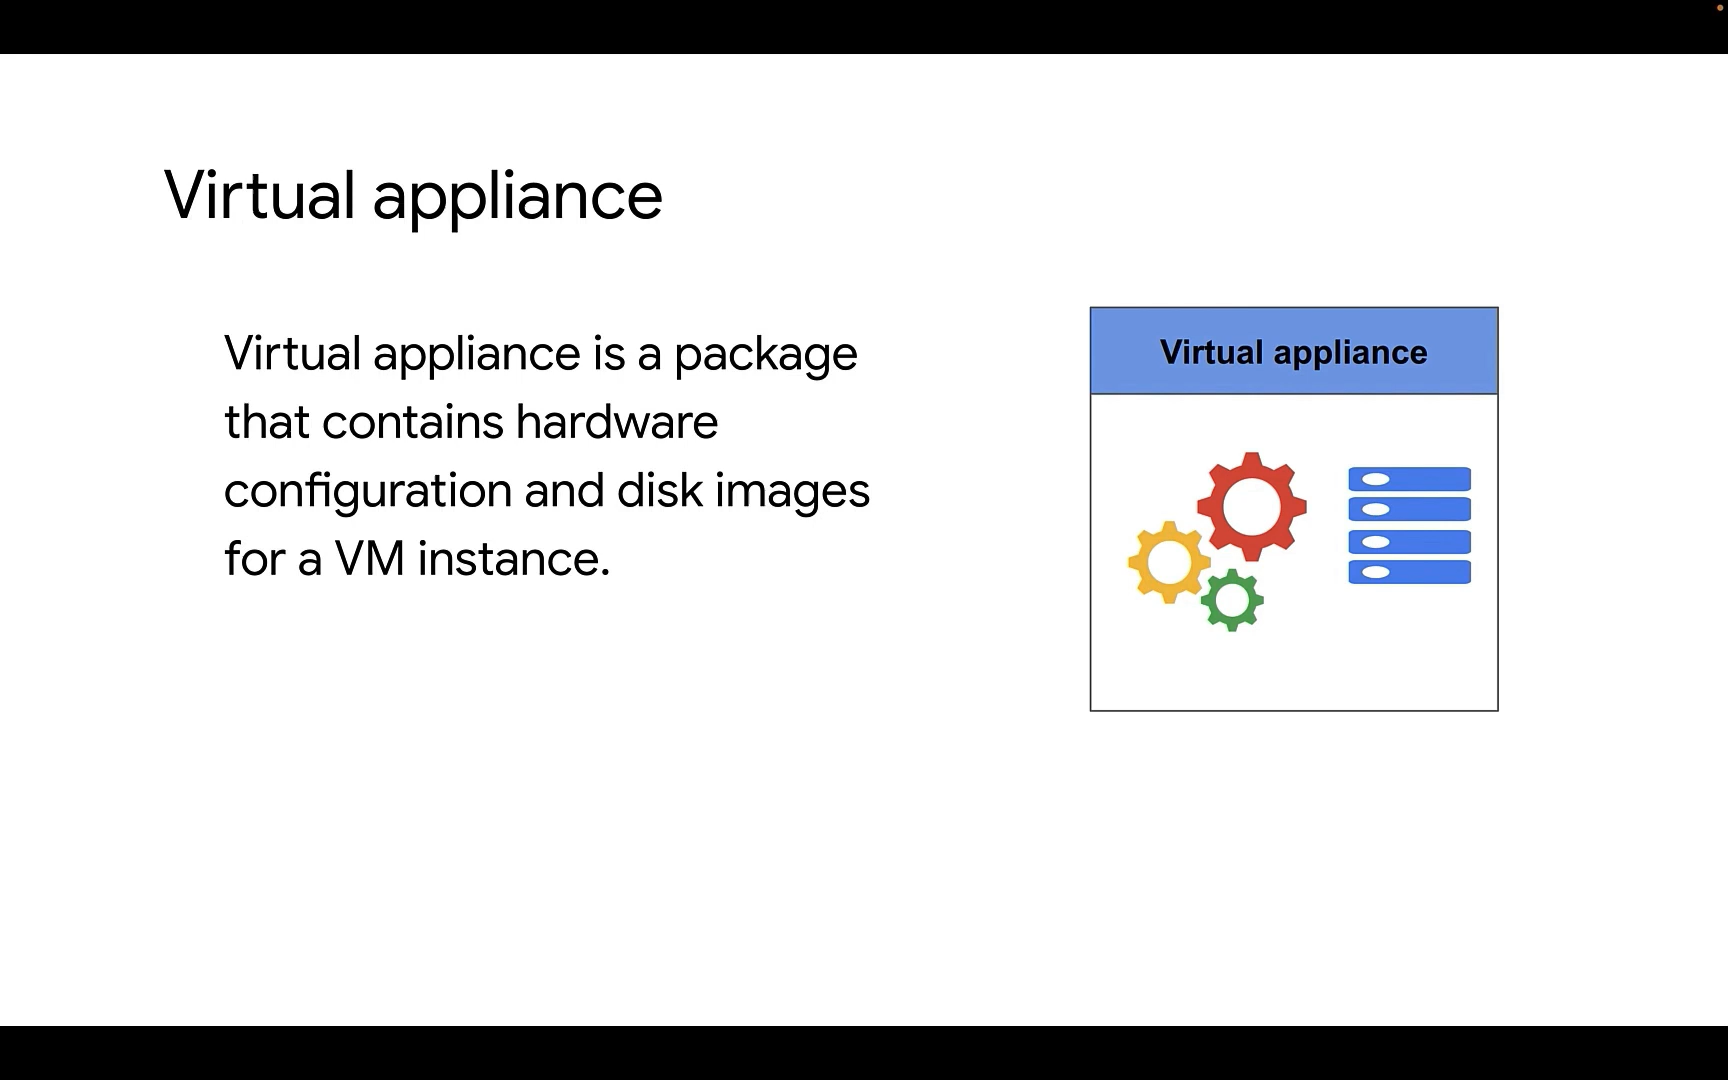 Virtual appliance
Virtual appliance is a package
that contains hardware
configuration and disk images
for a VM instance.
Virtual appliance